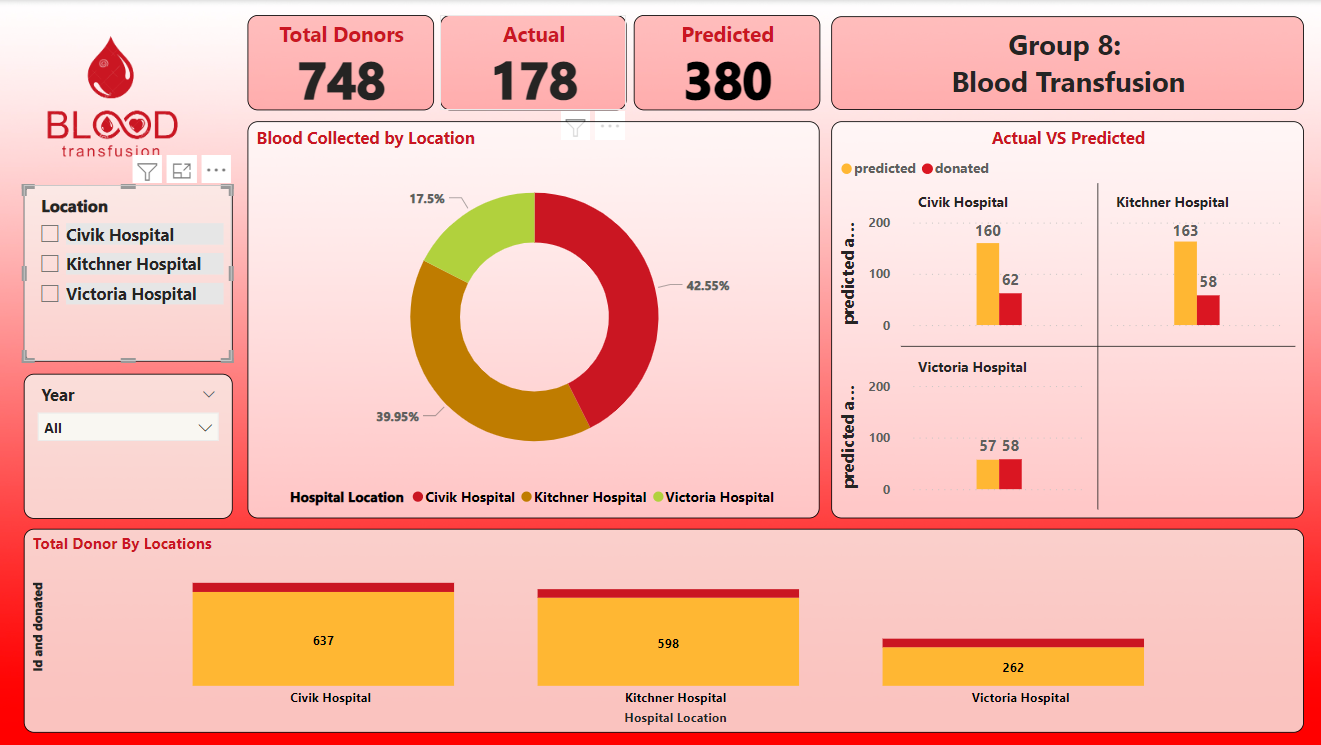 BLOOD
transfusion
Total Donors
748
Actual
178
Predicted
380
Group 8:
Blood Transfusion
Location
Civik Hospital
Kitchner Hospital
Victoria Hospital
Year
All
Blood Collected by Location
17.5%
42.55%
39.95%
Hospital Location Civik Hospital Kitchner Hospital Victoria Hospital
Actual VS Predicted
predicted donated
Civik Hospital
Kitchner Hospital
predicted a...
200
100
0
160
62
163
58
Victoria Hospital
predicted a...
200
100
0
57
58
Total Donor By Locations
Id and donated
637
598
262
Civik Hospital
Kitchner Hospital
Victoria Hospital
Hospital Location